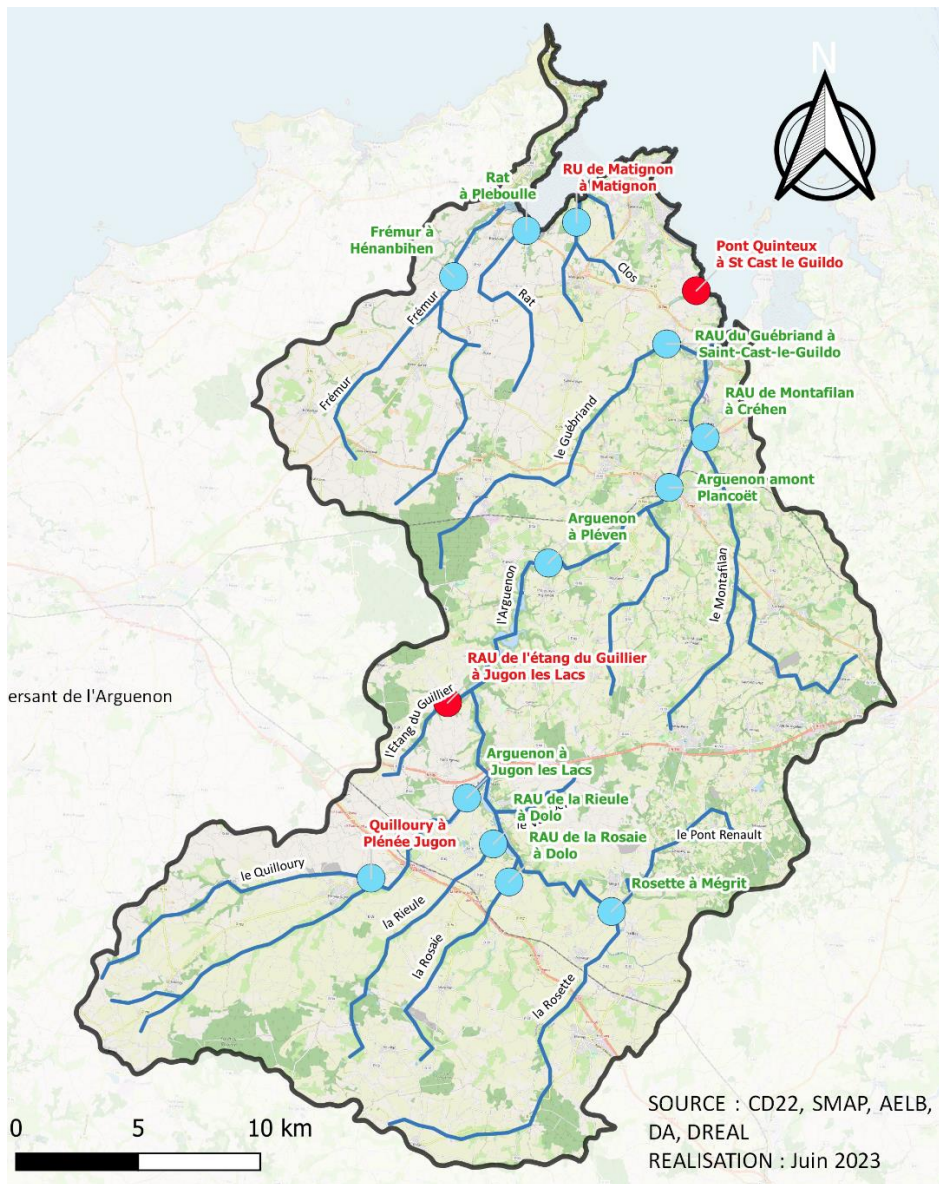 N
Rat
à Pleboulle
RU de Matignon
à Matignon
Frémur à
Hénanbihen
Pont Quinteux
à St Cast le Guildo
Clos
Rat
Frémur
Frémur
RAU du Guébriand à
Saint-Cast-le-Guildo
RAU de Montafilan
à Créhen
le Guébriand
Arguenon amont
Plancoët
Arguenon
à Pléven
l'Arguenon
le Montafilan
RAU de l'étang du Guillier
à Jugon les Lacs
ersant de l'Arguenon
l'Etang du Guillier
Arguenon à
Jugon les Lacs
RAU de la Rieule
à Dolo
Quilloury à
Plénée Jugon
RAU de la Rosaie
à Dolo
le Pont Renault
le Quilloury
Rosette à Mégrit
la Rieule
la Rosaie
la Rosette
0 5 10 km
SOURCE : CD22, SMAP, AELB,
DA, DREAL
REALISATION : Juin 2023